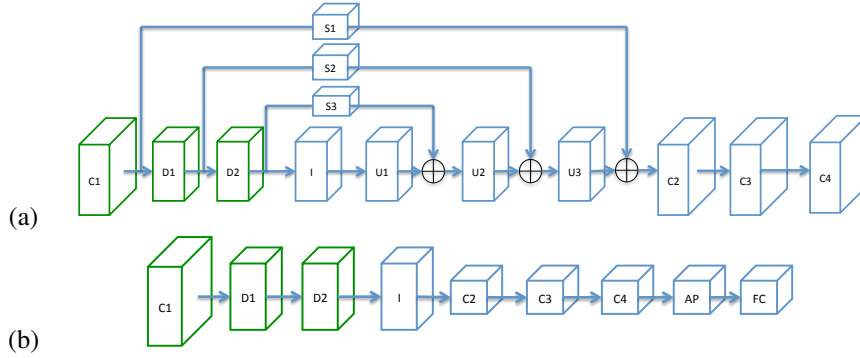 S1
S2
S3
C1 D1 D2 I U1 U2 U3 C2 C3 C4
(a)
C1 D1 D2 I C2 C3 C4 AP FC
(b)